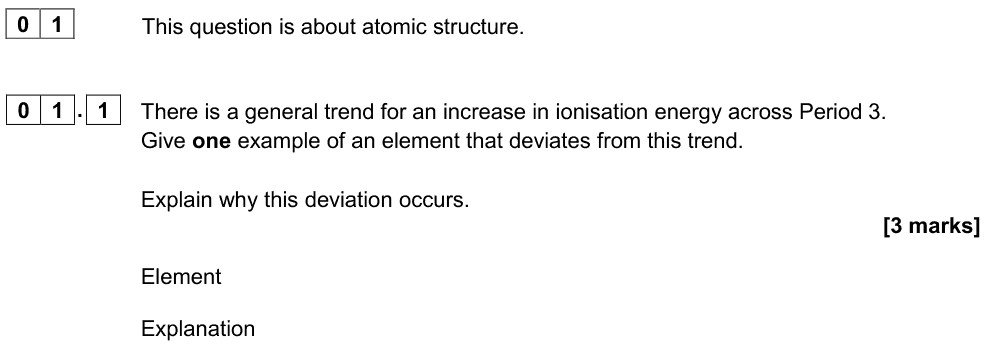 0 1 This question is about atomic structure.
0 1 . 1 There is a general trend for an increase in ionisation energy across Period 3.
Give one example of an element that deviates from this trend.
Explain why this deviation occurs.
[3 marks]
Element
Explanation